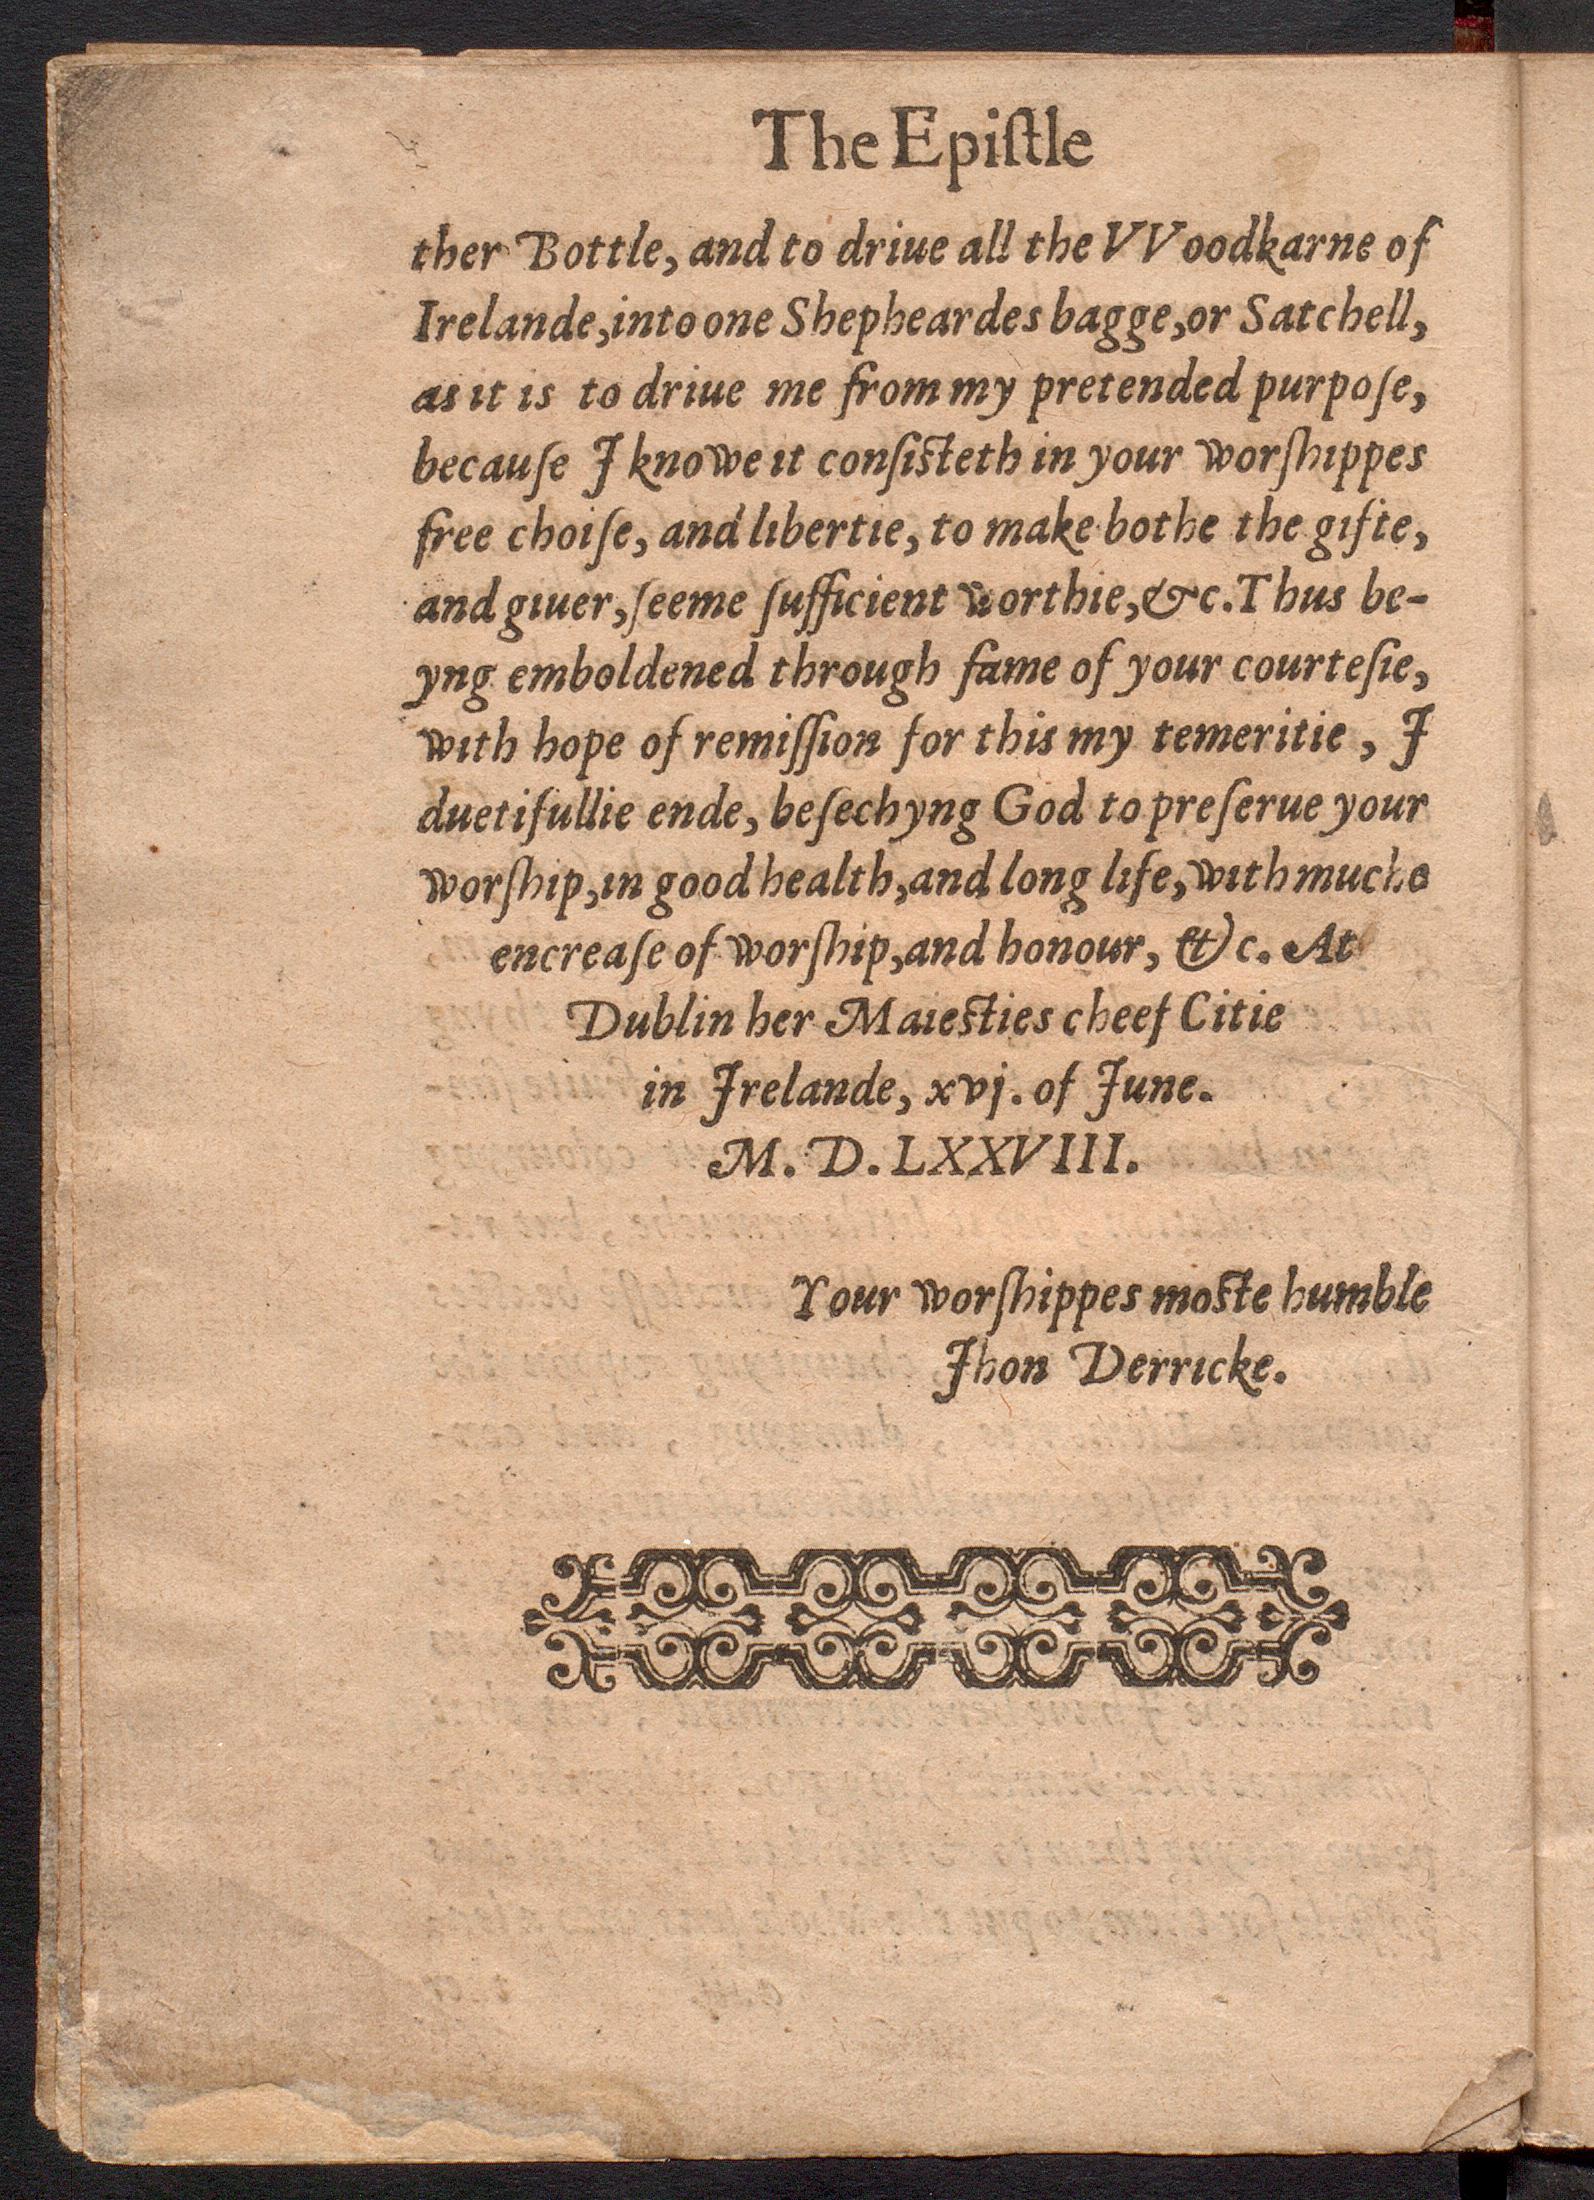 The Epiſtle
ther Bottle, and to driue all the VVoodkarne of
Irelande, into one Shepheardes bagge, or Satchell,
as it is to driue me from my pretended purpoſe,
becauſe I knowe it conſisteth in your worſhippes
free choiſe, and libertie, to make bothe the gifte,
and giuer, ſeeme ſufficient worthie, &c. Thus be-
yng emboldened through fame of your courteſie,
with hope of remiſſion for this my temeritie, I
duetifullie ende, beſechyng God to preſerue your
worſhip, in good health, and long life, with muche
encreaſe of worſhip, and honour, &c. At
Dublin her Maiesties cheef Citie
in Irelande, xvj. of June.
M. D. LXXVIII.
Your worſhippes moste humble
Jhon Derricke.